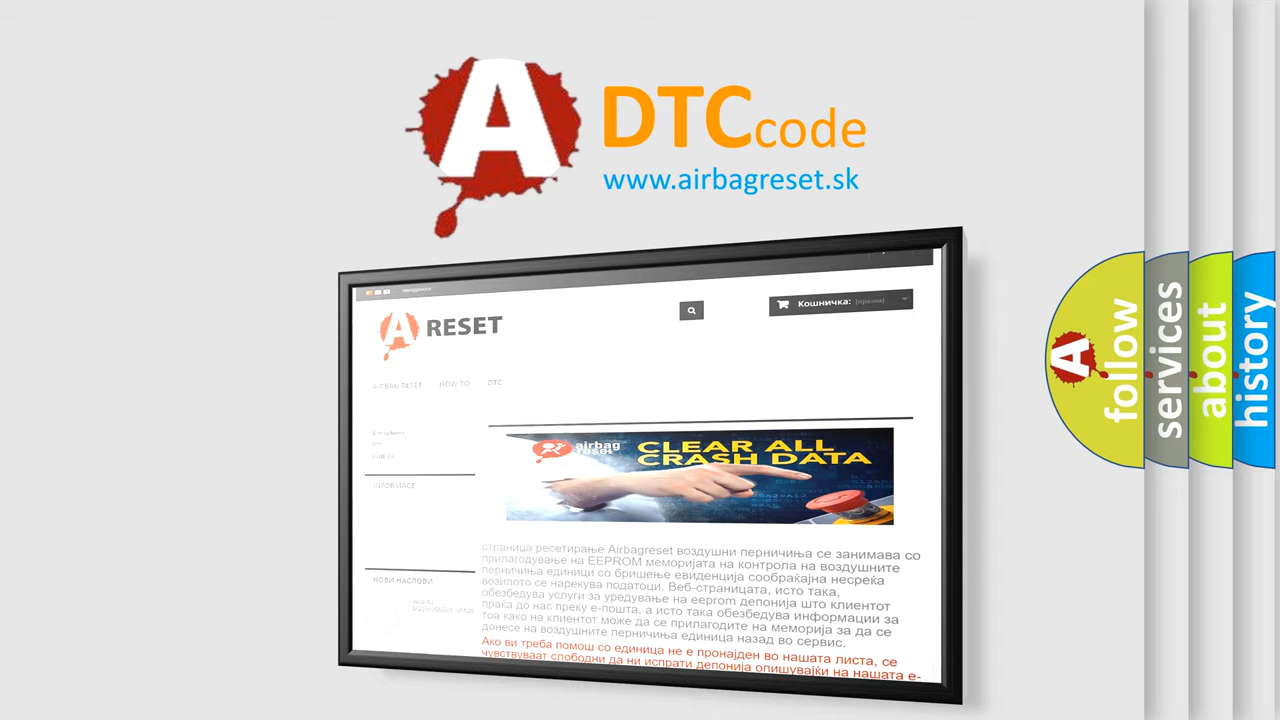 A
DTCcode
www.airbagreset.sk
A RESET
Кошничка: (празни)
AIRBAG RESET HOW TO DTC
INFORMACE
airbag reset
CLEAR ALL
CRASH DATA
НОВИ НАСЛОВИ
страница ресетирање Airbagreset воздушни перничиња се занимава со
прилагодување на EEPROM меморијата на контрола на воздушните
перничиња единици со бришење евиденција сообраќајна несреќа
возилото се нарекува податоци. Веб-страницата, исто така,
обезбедува услуги за уредување на eeprom депонија што клиентот
праќа до нас преку е-пошта, а исто така обезбедува информации за
тоа како на клиентот може да се прилагодите на меморија за да се
донесе на воздушните перничиња единица назад во сервис.
Ако ви треба помош со единица не е пронајден во нашата листа, се
чувствуваат слободни да ни испрати депонија опишувајќи на нашата е-
A
follow
services
about
history